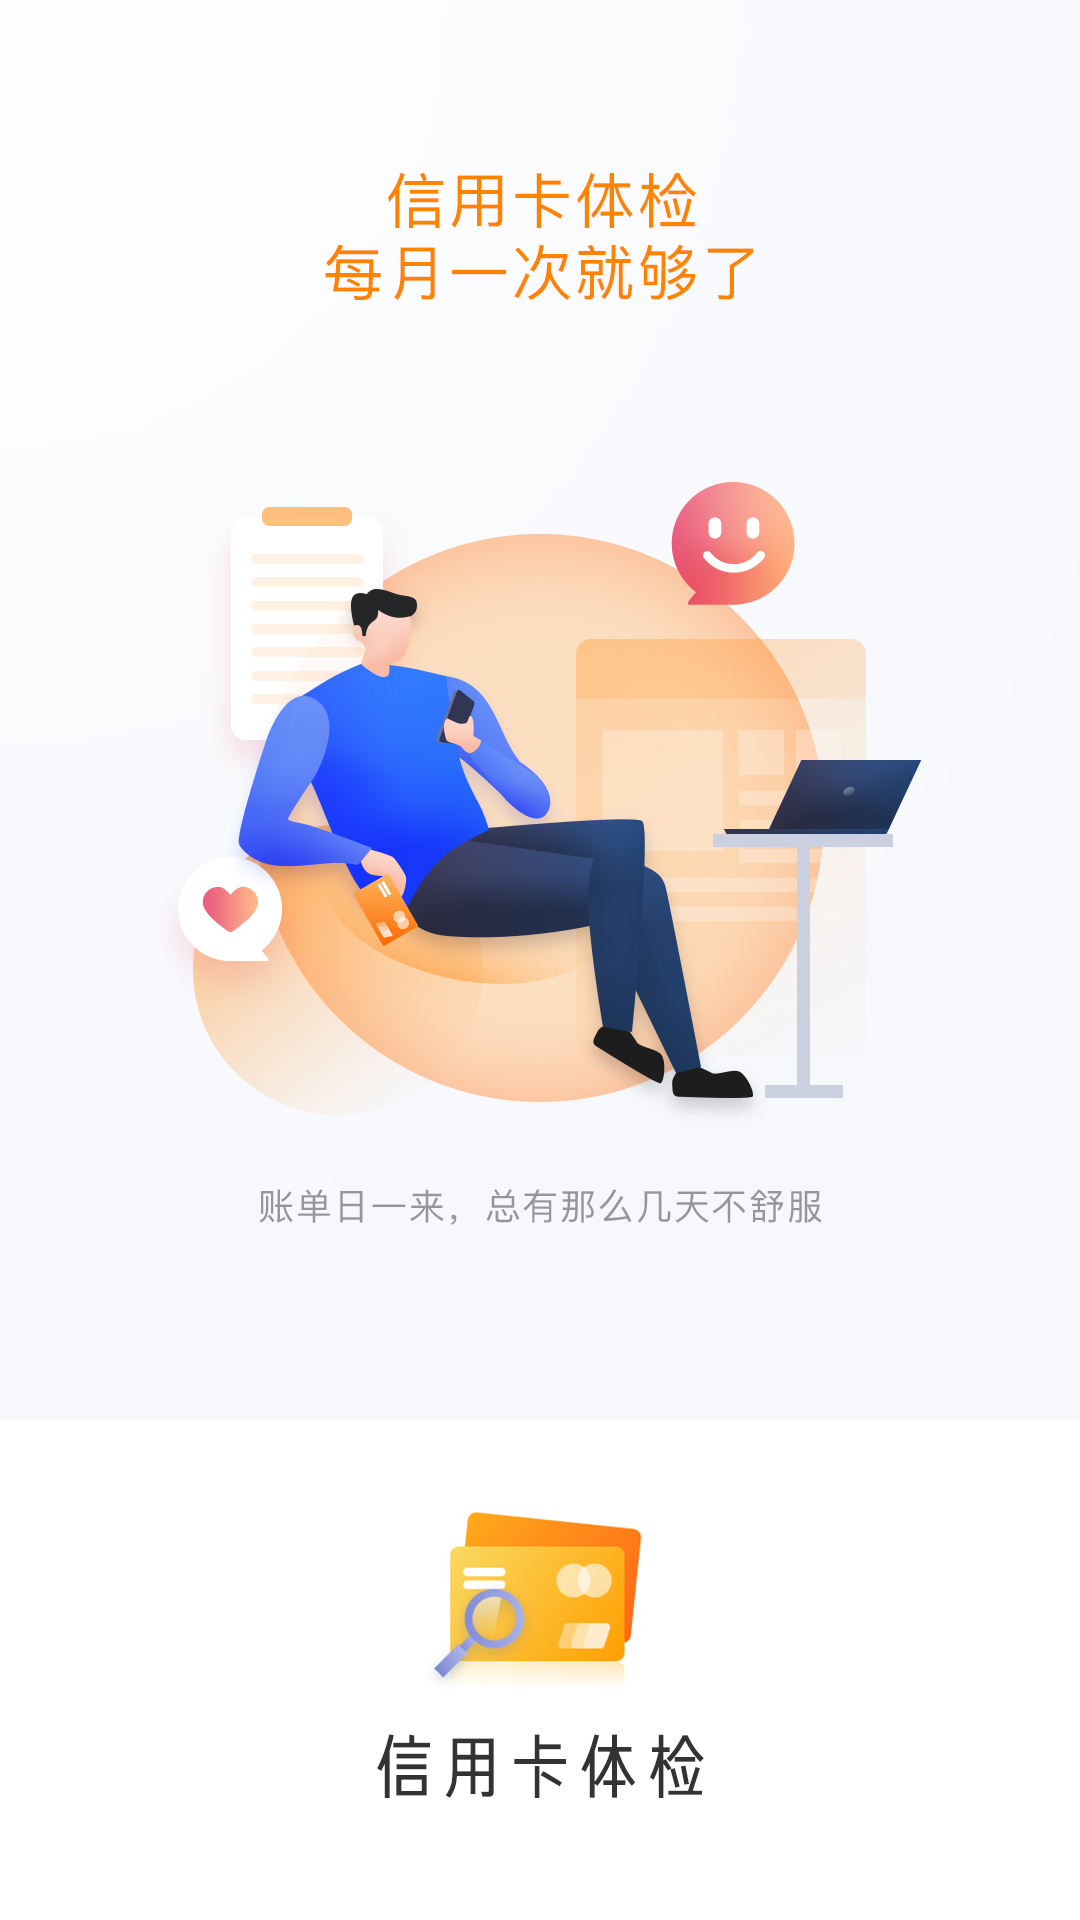 信用卡体检
每月一次就够了
账单日一来，总有那么几天不舒服
信用卡体检